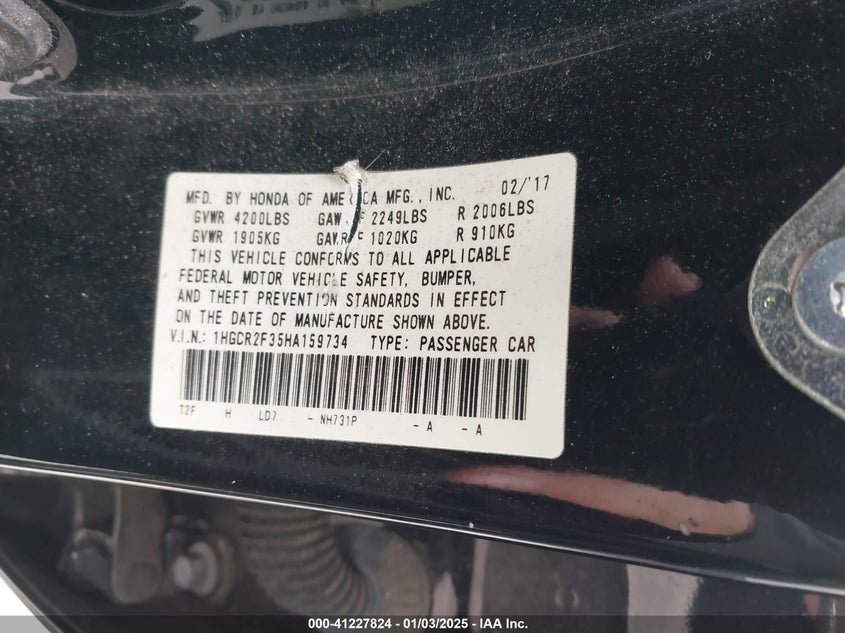 MFD. BY HONDA OF AMERICA MFG., INC. 02/'17
GVWR 4200LBS GAW F 2249LBS R 2006LBS
GVWR 1905KG GAWR F 1020KG R 910KG
THIS VEHICLE CONFORMS TO ALL APPLICABLE
FEDERAL MOTOR VEHICLE SAFETY, BUMPER,
AND THEFT PREVENTION STANDARDS IN EFFECT
ON THE DATE OF MANUFACTURE SHOWN ABOVE.
V.I.N.: 1HGCR2F35HA159734 TYPE: PASSENGER CAR
T2F H LD7 - NH731P - A - A
000-41227824 - 01/03/2025 - IAA Inc.